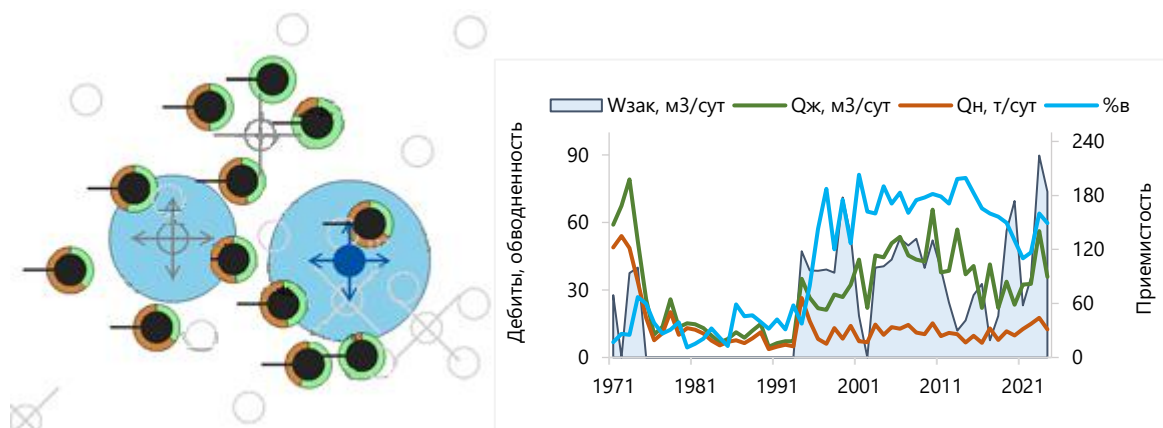 Wзак, м3/сут Qж, м3/сут Qн, т/сут %в
Дебиты, обводненность
90
60
30
0
240
180
120
60
0
Приемистость
1971 1981 1991 2001 2011 2021